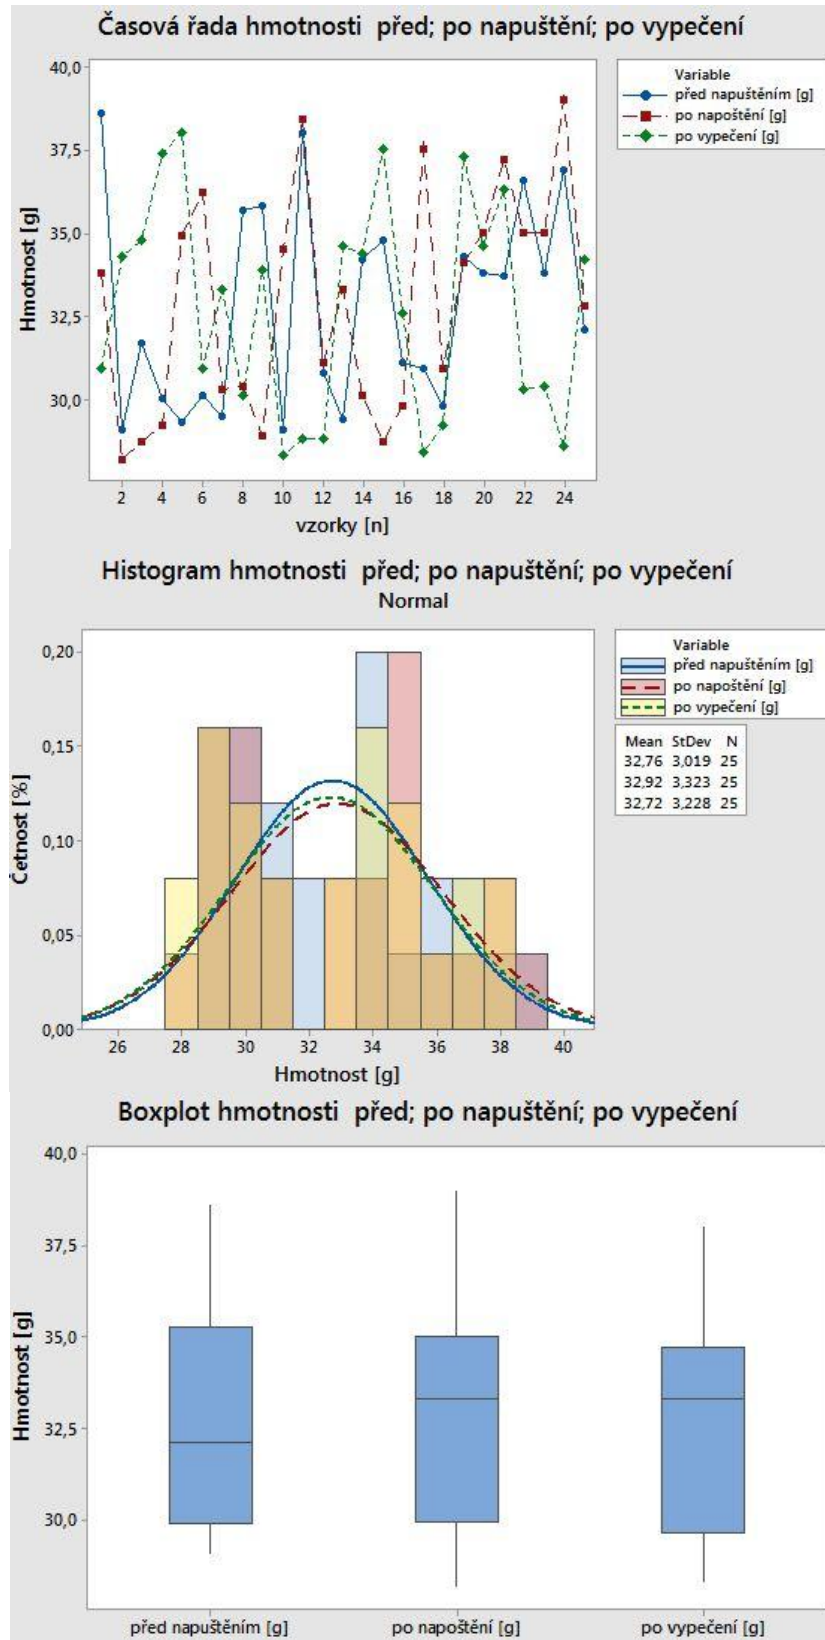 Časová řada hmotnosti před; po napuštění; po vypečení
40,0
37,5
35,0
32,5
30,0
Hmotnost [g]
2 4 6 8 10 12 14 16 18 20 22 24
vzorky [n]
Variable
před napuštěním [g]
po napoštění [g]
po vypečení [g]
Histogram hmotnosti před; po napuštění; po vypečení
Normal
0,20
0,15
0,10
0,05
0,00
Četnost [%]
26 28 30 32 34 36 38 40
Hmotnost [g]
Variable
před napuštěním [g]
po napoštění [g]
po vypečení [g]
Mean StDev N
32,76 3,019 25
32,92 3,323 25
32,72 3,228 25
Boxplot hmotnosti před; po napuštění; po vypečení
40,0
37,5
35,0
32,5
30,0
Hmotnost [g]
před napuštěním [g] po napoštění [g] po vypečení [g]